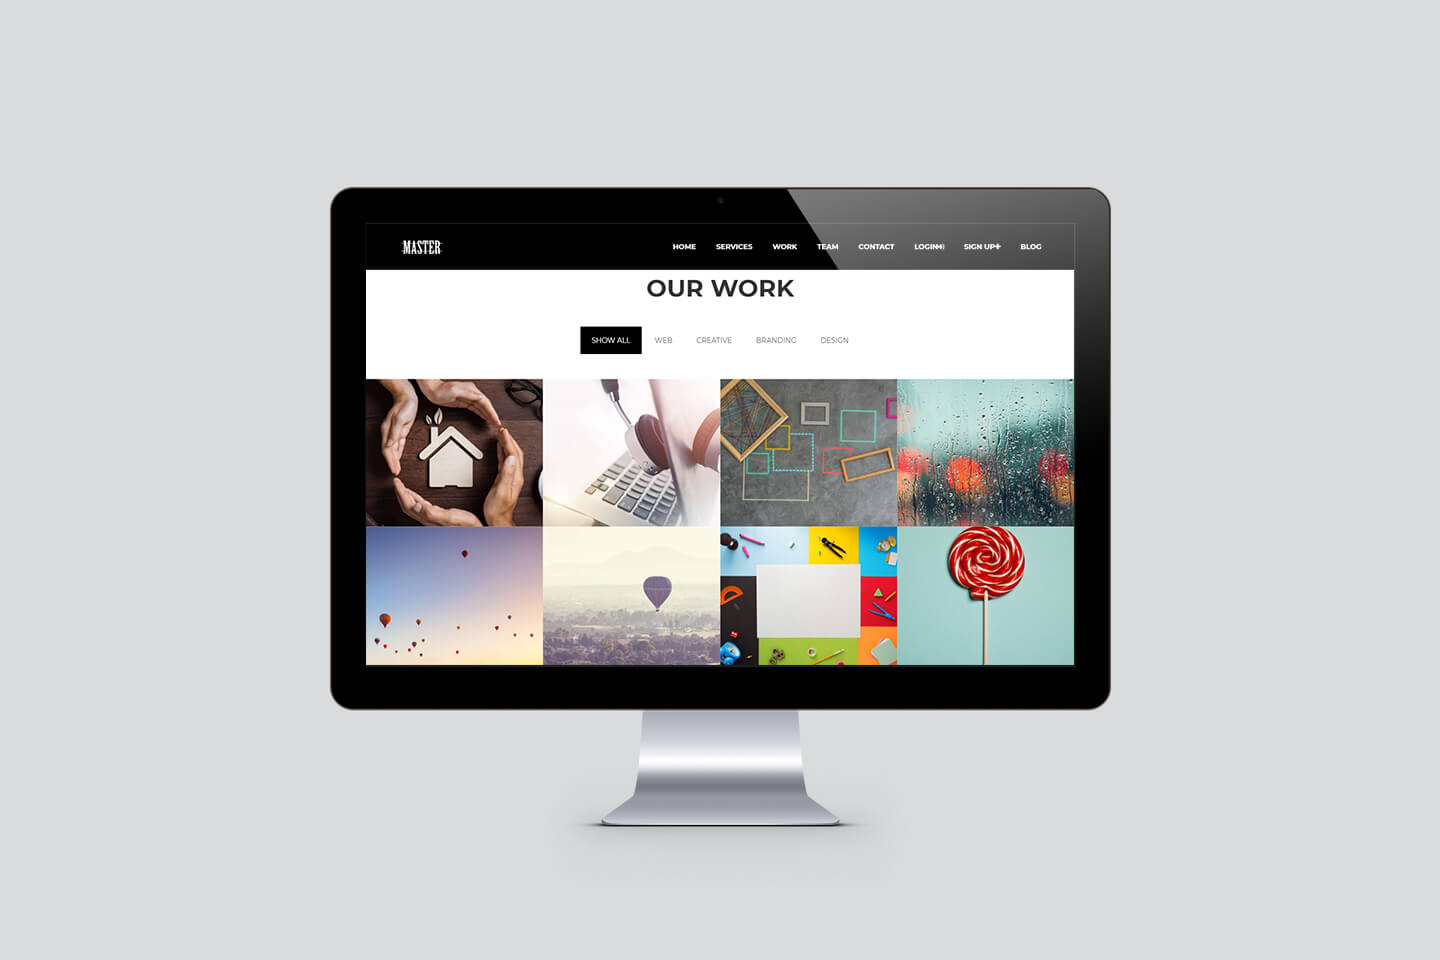 MASTER HOME SERVICES WORK TEAM CONTACT LOGIN SIGN UP BLOG
OUR WORK
SHOW ALL WEB CREATIVE BRANDING DESIGN